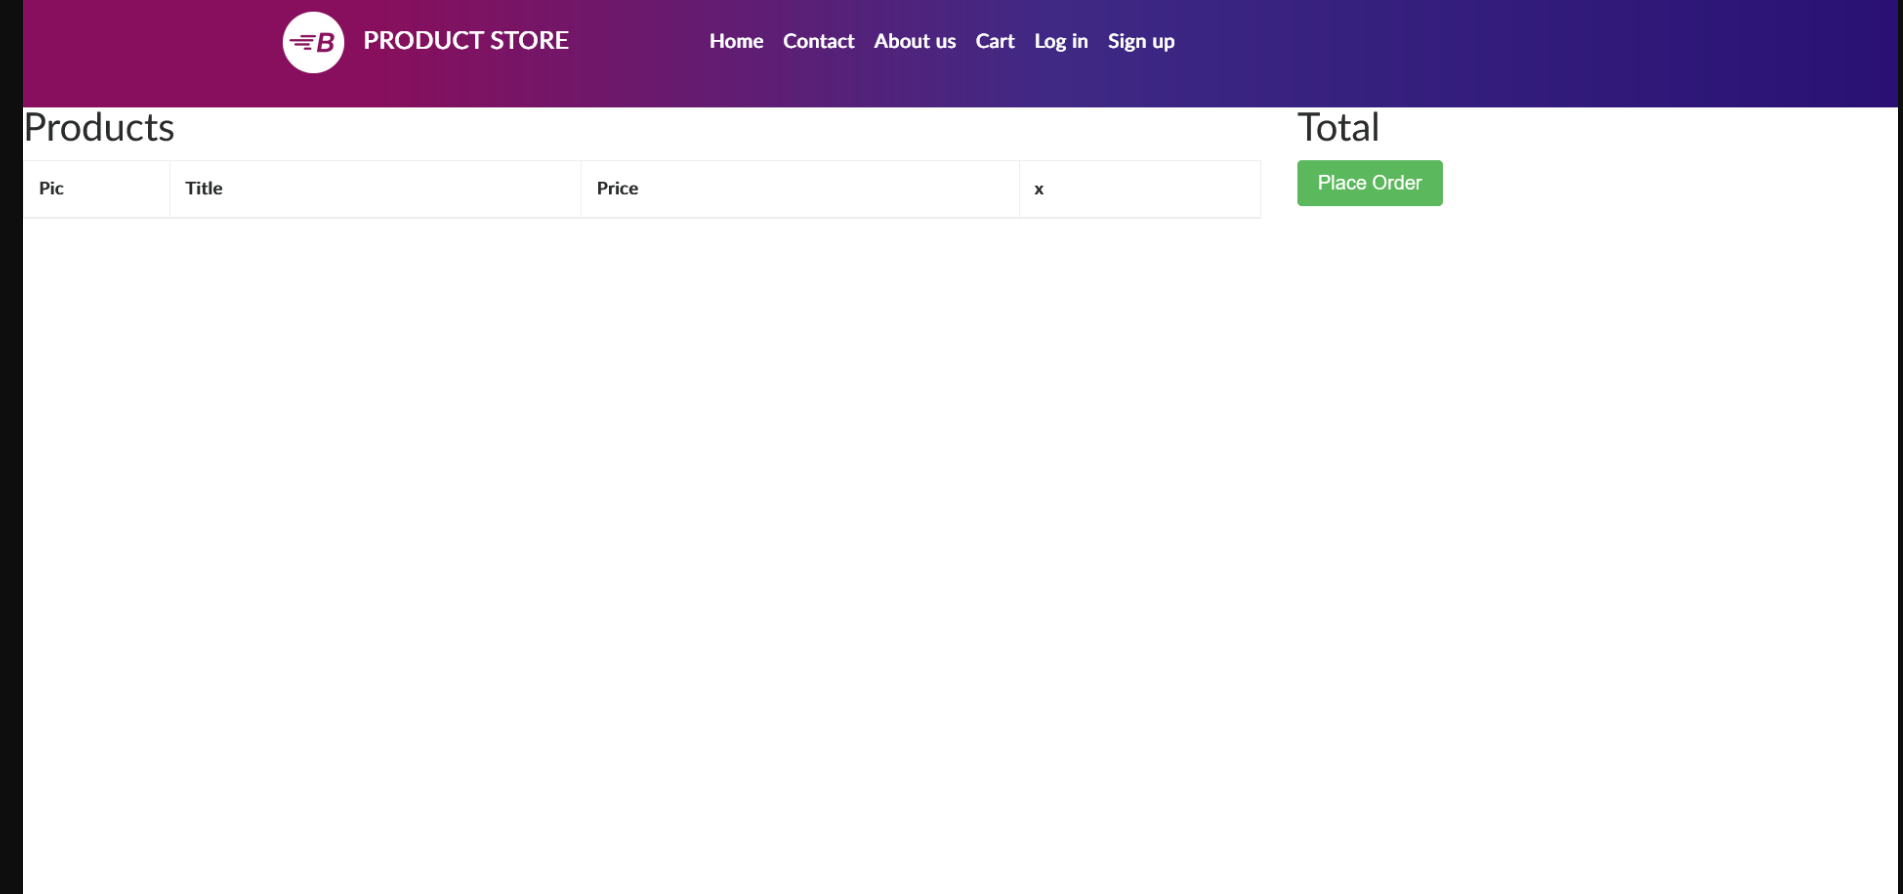 B PRODUCT STORE Home Contact About us Cart Log in Sign up
Products
Pic Title Price x
Total
Place Order